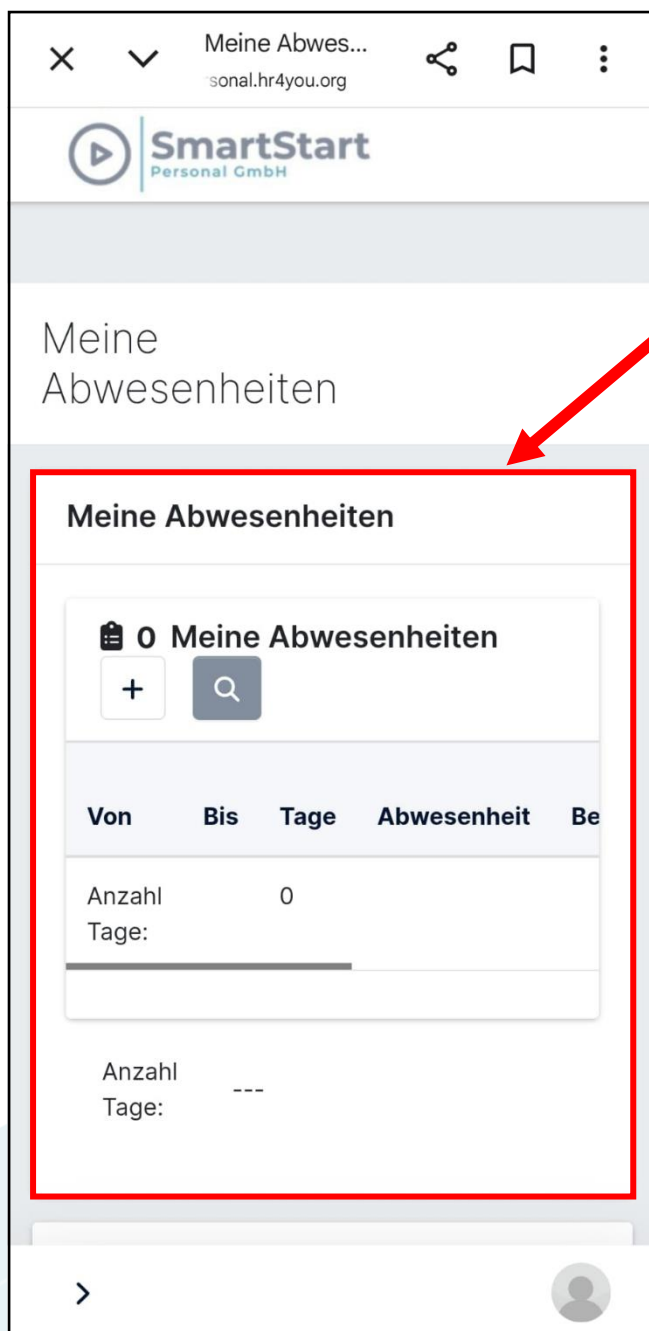 Meine Abwes...
sonal.hr4you.org
SmartStart
Personal GmbH
Meine
Abwesenheiten
Meine Abwesenheiten
0 Meine Abwesenheiten
+
Von Bis Tage Abwesenheit Be
Anzahl 0
Tage:
Anzahl ---
Tage: